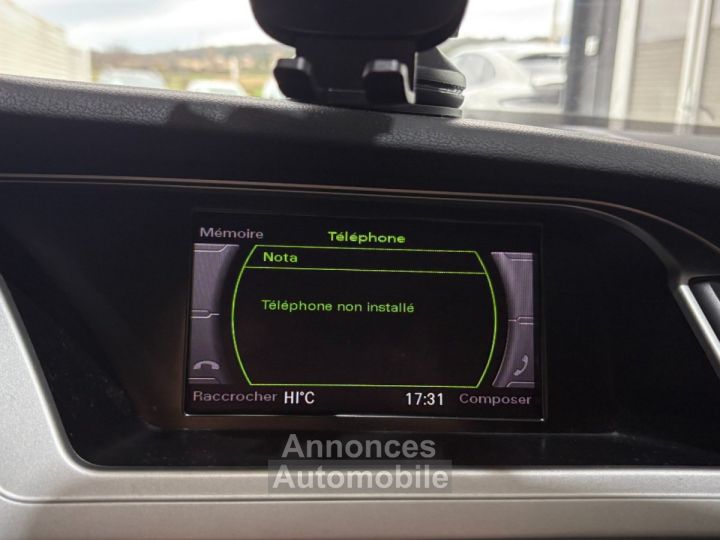 Mémoire Téléphone
Nota
Téléphone non installé
Raccrocher HI°C 17:31 Composer
Annonces
Automobile